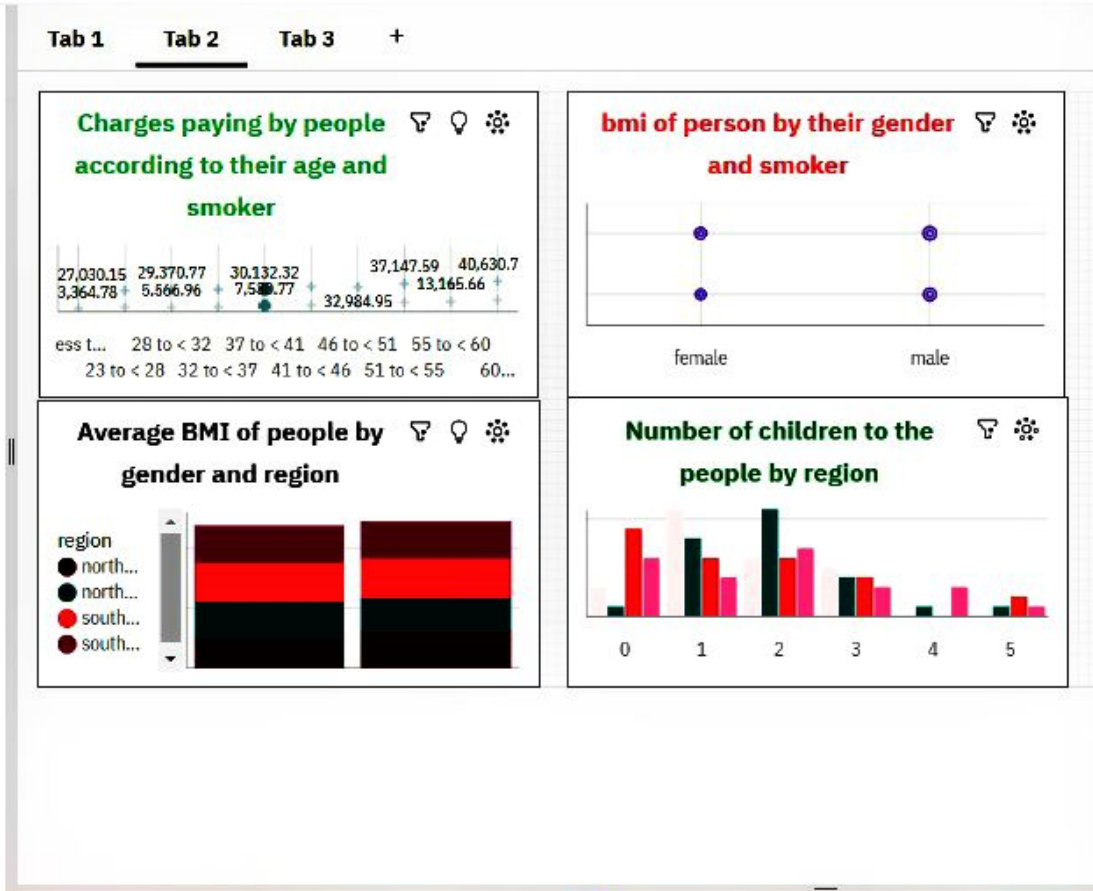 Tab 1 Tab 2 Tab 3 +
Charges paying by people
according to their age and
smoker
27,030.15 29,370.77 30,132.32 37,147.59 40,630.7
3,364.78 5,566.96 13,165.66
32,984.95
ess t... 28 to < 32 37 to < 41 46 to < 51 55 to < 60
23 to < 28 32 to < 37 41 to < 46 51 to < 55 60...
bmi of person by their gender
and smoker
female male
Average BMI of people by
gender and region
region
north...
north...
south...
south...
Number of children to the
people by region
0 1 2 3 4 5